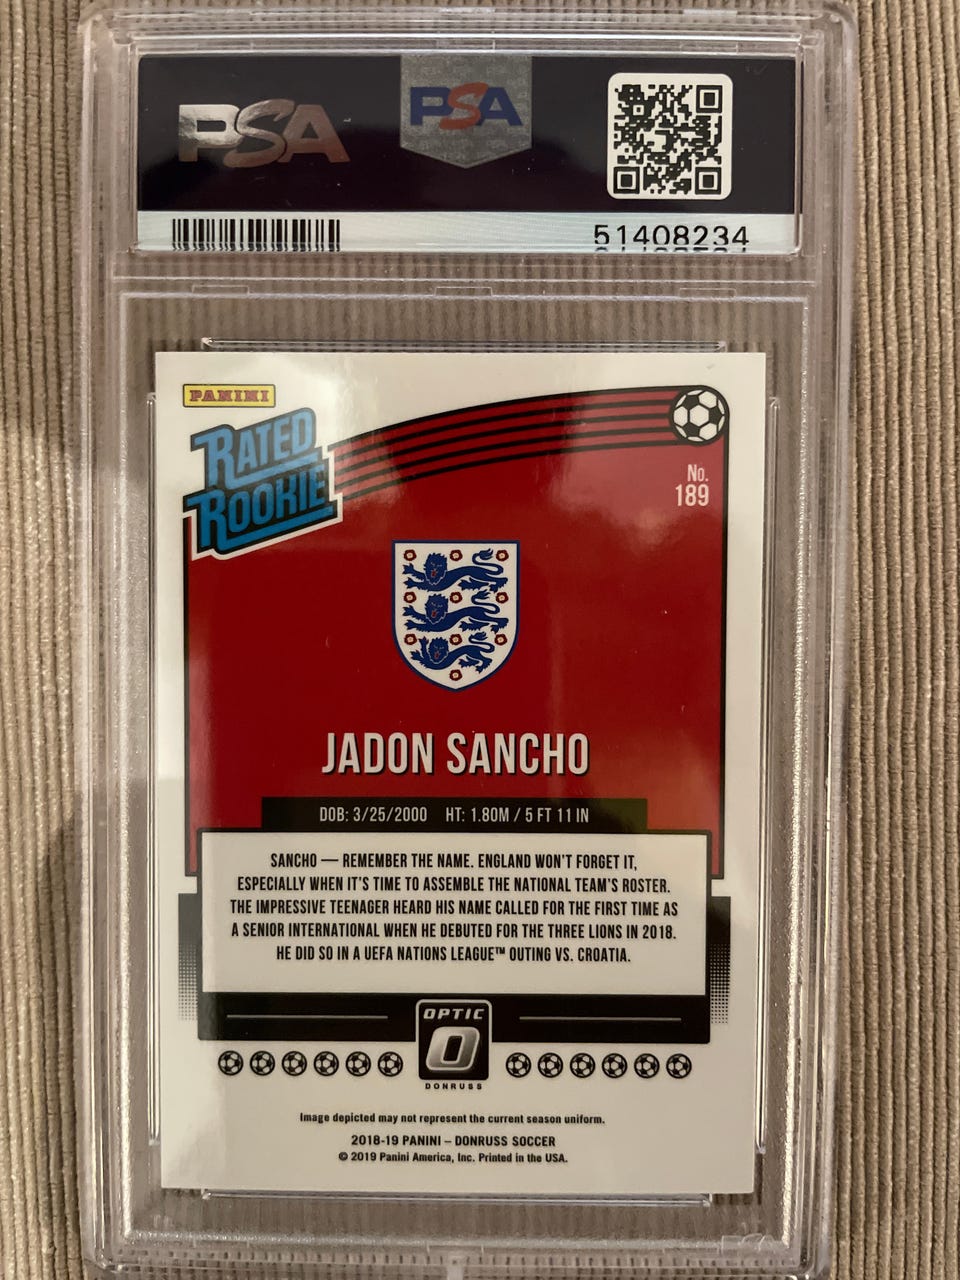 PSA
PSA
51408234
PANINI
RATED
ROOKIE
No.
189
JADON SANCHO
DOB: 3/25/2000 HT: 1.80M / 5 FT 11 IN
SANCHO — REMEMBER THE NAME. ENGLAND WON'T FORGET IT,
ESPECIALLY WHEN IT'S TIME TO ASSEMBLE THE NATIONAL TEAM'S ROSTER.
THE IMPRESSIVE TEENAGER HEARD HIS NAME CALLED FOR THE FIRST TIME AS
A SENIOR INTERNATIONAL WHEN HE DEBUTED FOR THE THREE LIONS IN 2018.
HE DID SO IN A UEFA NATIONS LEAGUE™ OUTING VS. CROATIA.
OPTIC
O
DONRUSS
Image depicted may not represent the current season uniform.
2018-19 PANINI – DONRUSS SOCCER
© 2019 Panini America, Inc. Printed in the USA.
PSA